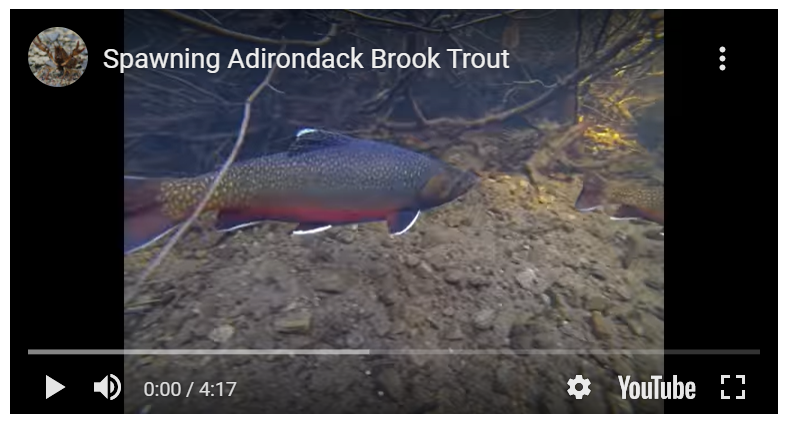 Spawning Adirondack Brook Trout
0:00 / 4:17
YouTube